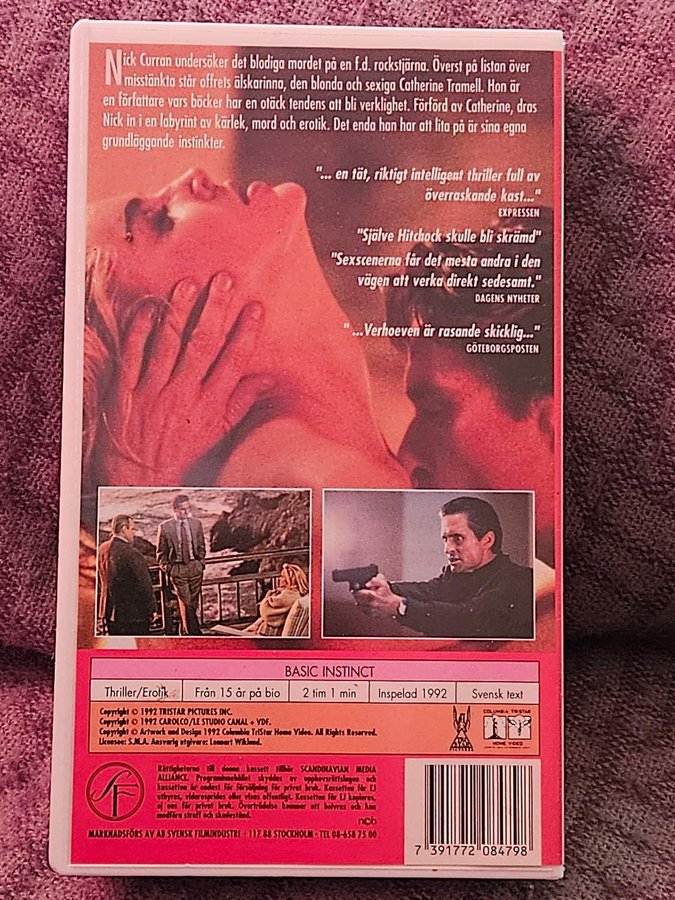 Nick Curran undersöker det blodiga mordet på en f.d. rockstjärna. Överst på listan över
misstänkta står offrets älskarinna, den blonda och sexiga Catherine Tramell. Hon är
en författare vars böcker har en otäck tendens att bli verklighet. Förförd av Catherine, dras
Nick in i en labyrint av kärlek, mord och erotik. Det enda han har att lita på är sina egna
grundläggande instinkter.
"... en tät, riktigt intelligent thriller full av
överraskande kast..."
EXPRESSEN
"Själve Hitchock skulle bli skrämd"
"Sexscenerna får det mesta andra i den
vägen att verka direkt sedesamt."
DAGENS NYHETER
" ...Verhoeven är rasande skicklig..."
GÖTEBORGSPOSTEN
BASIC INSTINCT
Thriller/Erotik
Från 15 år på bio
2 tim 1 min
Inspelad 1992
Svensk text
Copyright © 1992 TRISTAR PICTURES INC.
Copyright © 1992 CAROLCO/LE STUDIO CANAL + VDF.
Copyright © Artwork and Design 1992 Columbia TriStar Home Video. All Rights Reserved.
Licensee: S.M.A. Ansvarig utgivare: Lennart Wiklund.
COLUMBIA TRISTAR
HOME VIDEO
SF
Rättigheterna till denna kassett tillhör SCANDINAVIAN MEDIA
ALLIANCE. Programinnehållet skyddas av upphovsrättslagen och
kassetten är endast för försäljning för privat bruk. Kassetten får EJ
uthyres, vidarespridas eller visas offentligt. Kassetten får EJ kopieras,
ej ens för privat bruk. Överträdelse kommer att beivras och kan
medföra straff och skadestånd.
ncb
MARKNADSFÖRS AV AB SVENSK FILMINDUSTRI · 117 88 STOCKHOLM · TEL 08-658 75 00
7 391772 084798